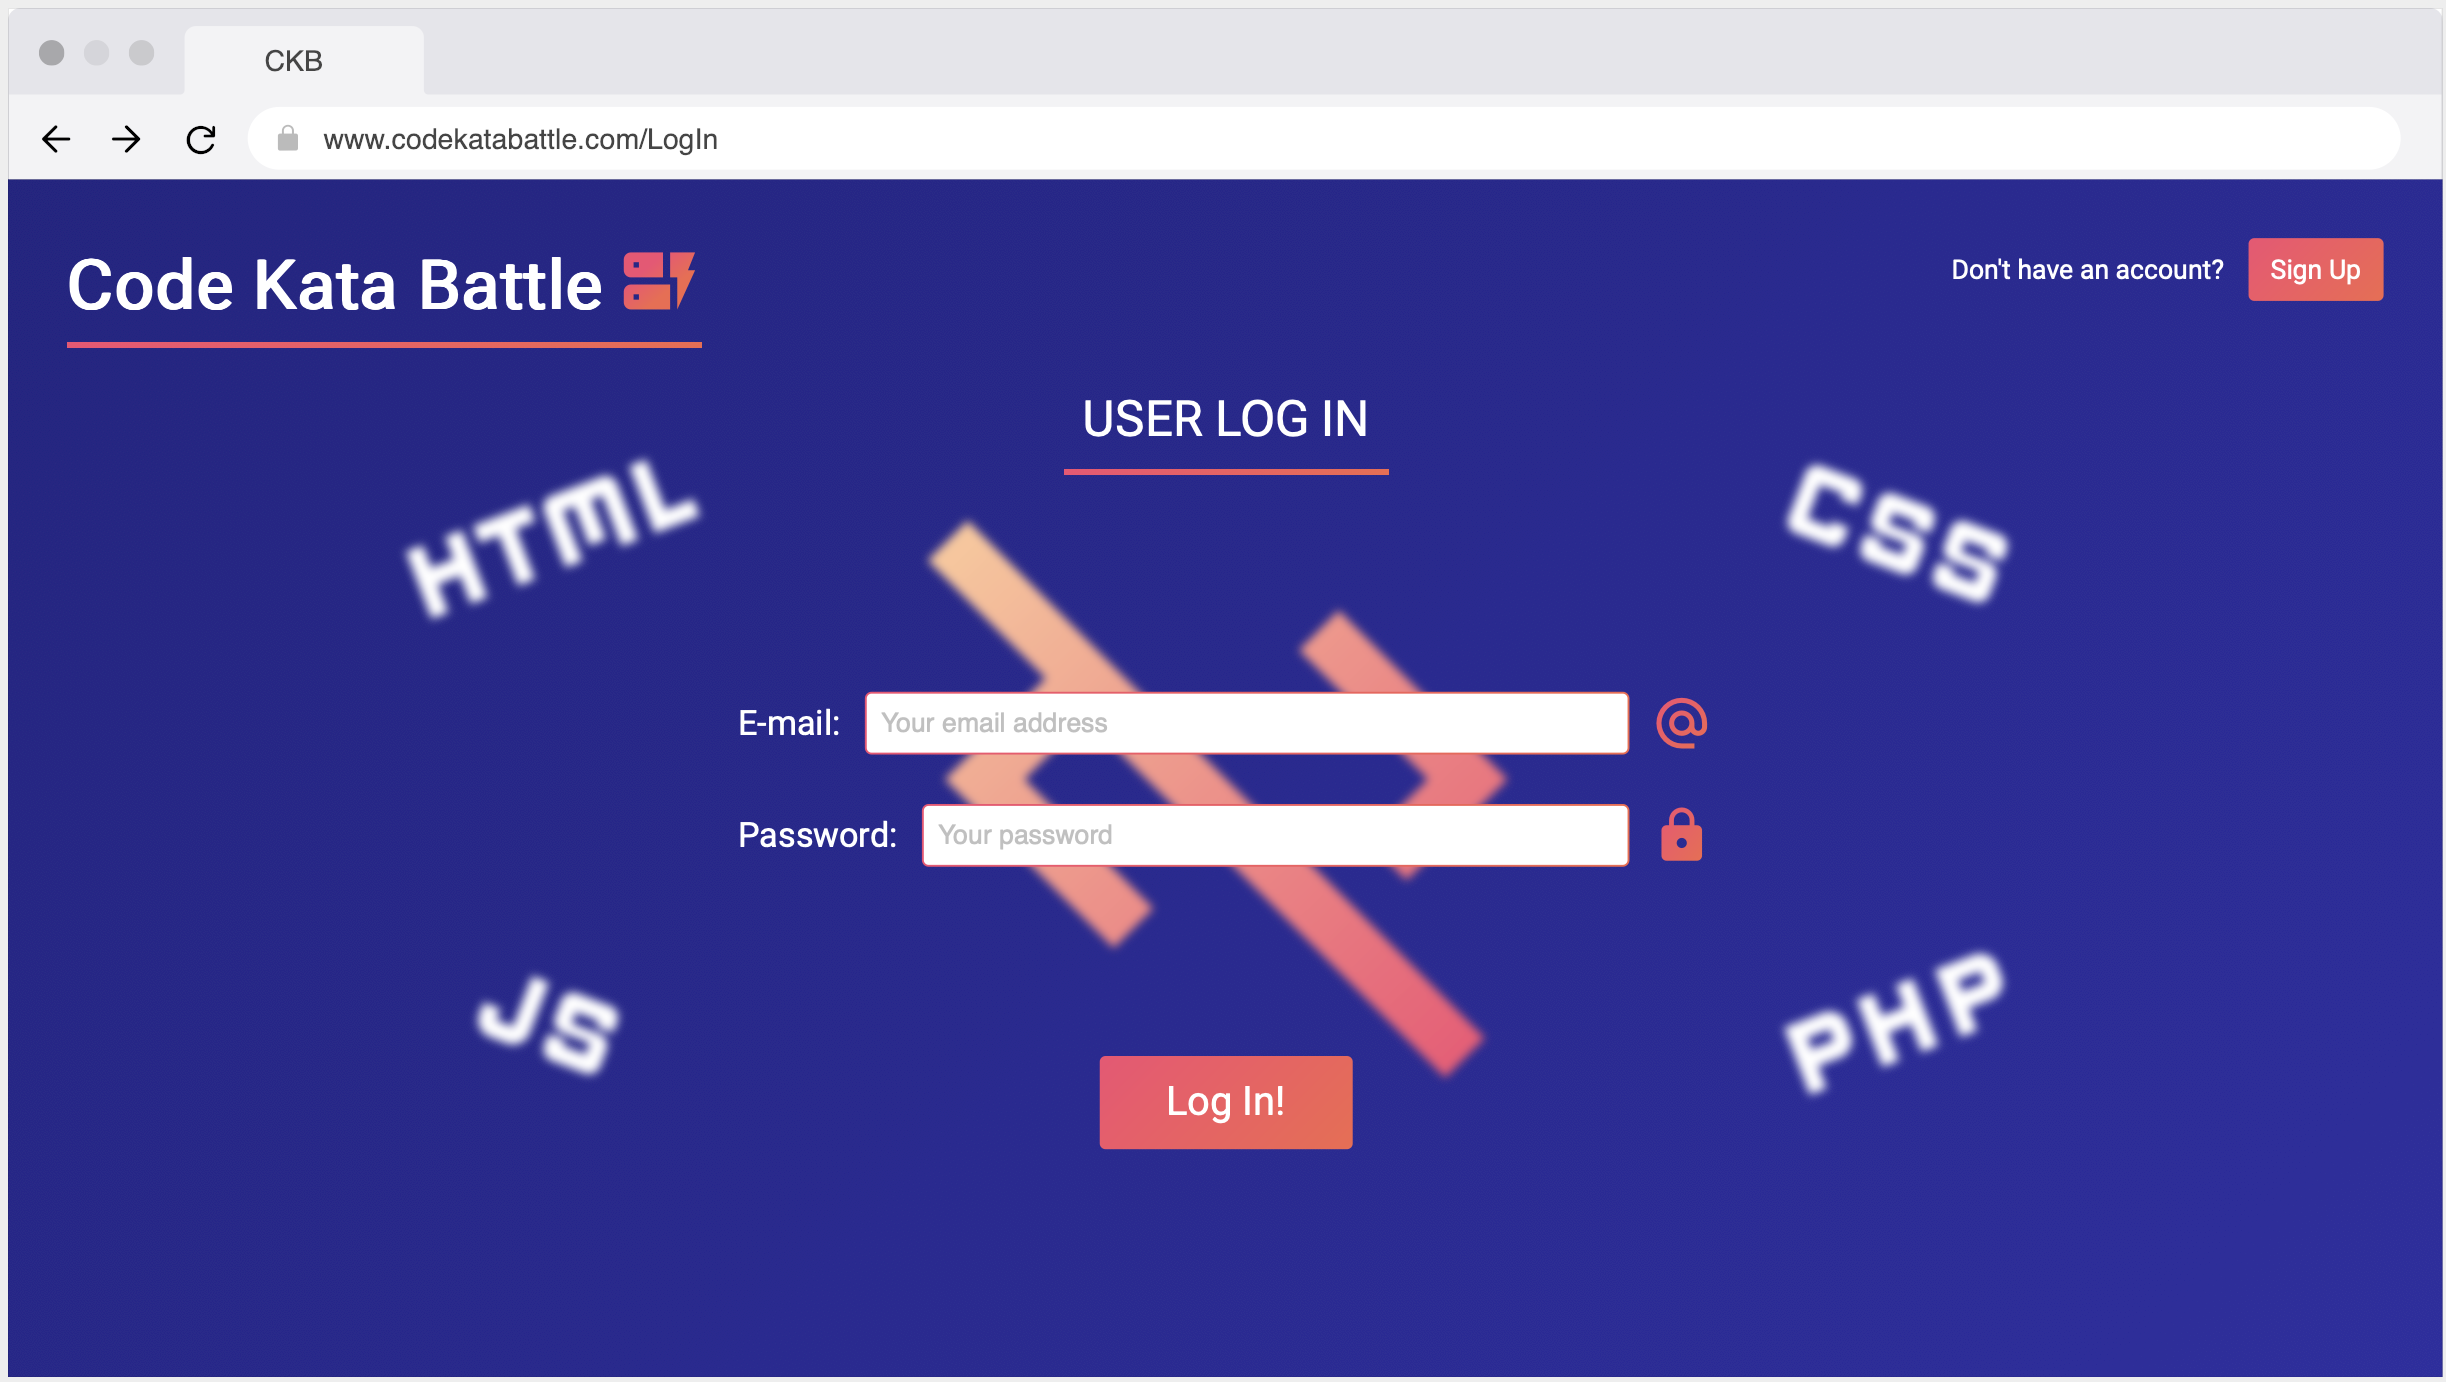 CKB
www.codekatabattle.com/LogIn
Code Kata Battle
Don't have an account? Sign Up
USER LOG IN
HTML
CSS
E-mail: Your email address
Password: Your password
JS
PHP
Log In!